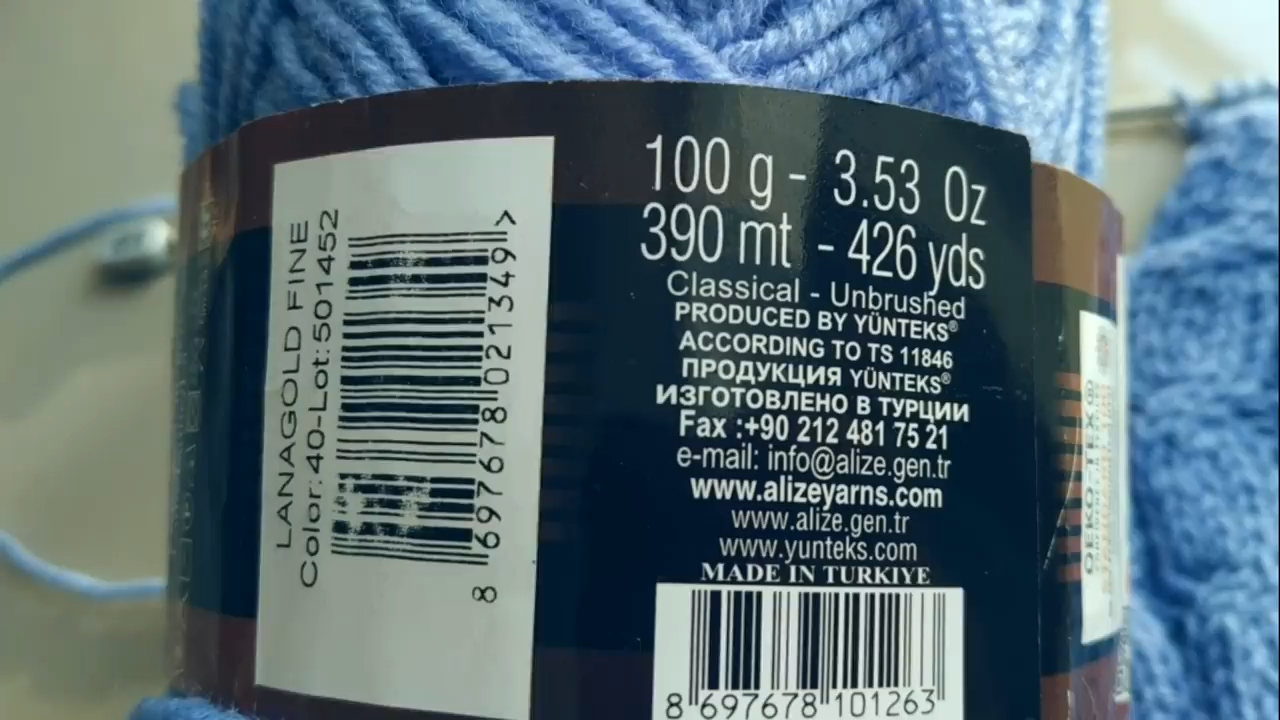 LANAGOLD FINE
Color:40-Lot:501452
8 697678 021349 >
100 g - 3.53 Oz
390 mt - 426 yds
Classical - Unbrushed
PRODUCED BY YÜNTEKS®
ACCORDING TO TS 11846
ПРОДУКЦИЯ YÜNTEKS®
ИЗГОТОВЛЕНО В ТУРЦИИ
Fax :+90 212 481 75 21
e-mail: info@alize.gen.tr
www.alizeyarns.com
www.alize.gen.tr
www.yunteks.com
MADE IN TURKIYE
8 697678 101263
OEKO-TEX®